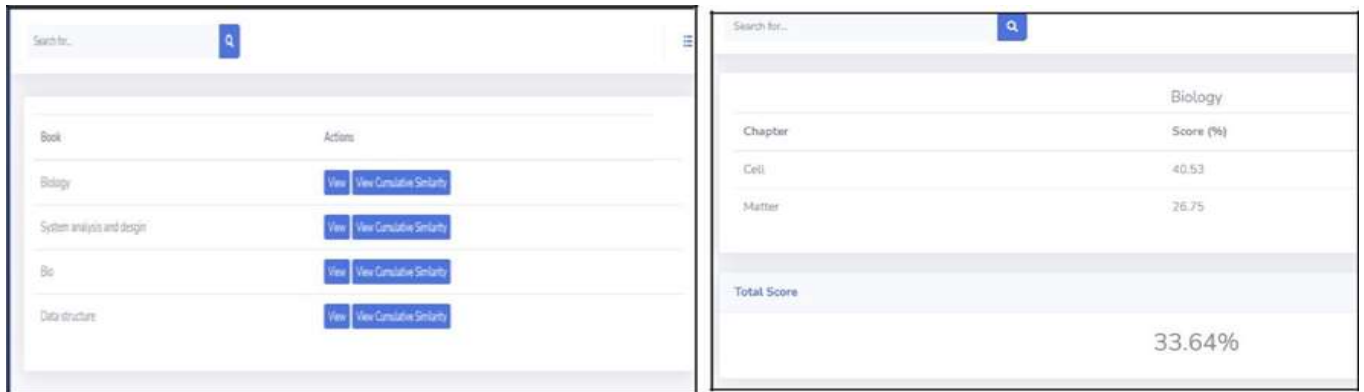 Search for...
Book Actions
Biology View View Cumulative Similarity
System analysis and desgin View View Cumulative Similarity
Bio View View Cumulative Similarity
Data structure View View Cumulative Similarity
Search for...
Biology
Chapter Score (%)
Cell 40.53
Matter 26.75
Total Score
33.64%